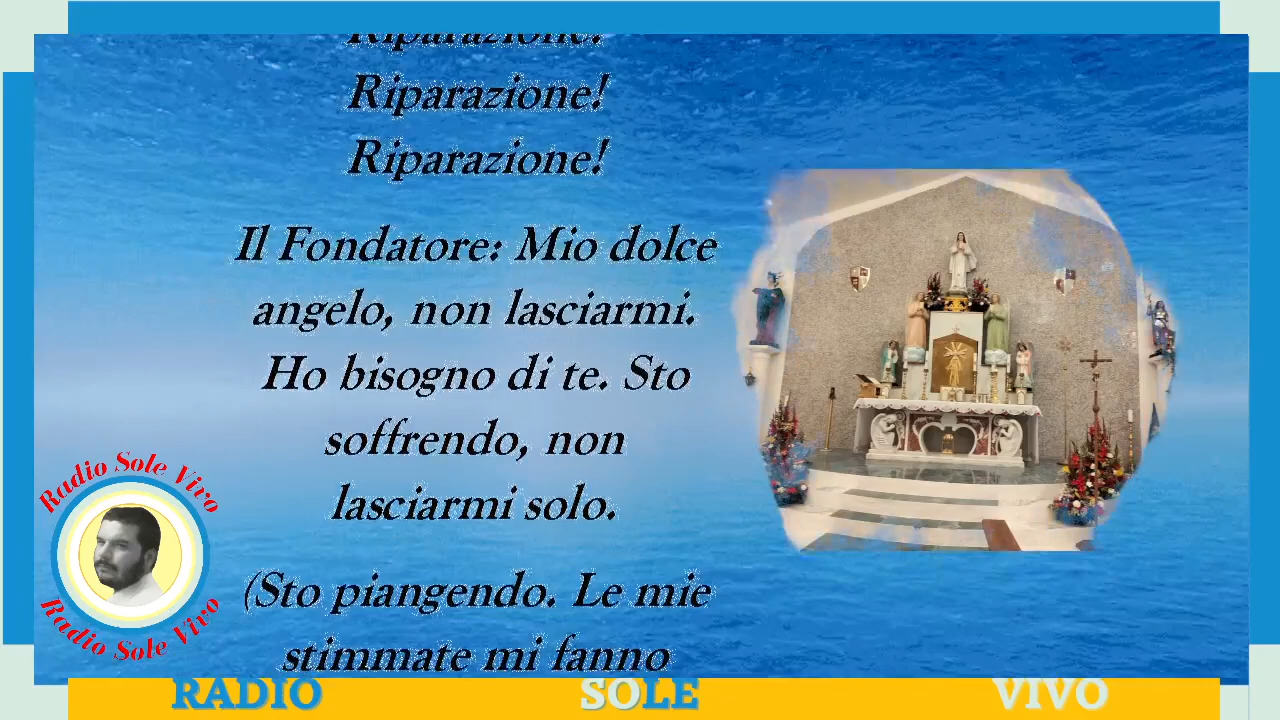 Riparazione!
Riparazione!
Riparazione!
Il Fondatore: Mio dolce
angelo, non lasciarmi.
Ho bisogno di te. Sto
soffrendo, non
lasciarmi solo.
(Sto piangendo. Le mie
stimmate mi fanno
Radio Sole Vivo
Radio Sole Vivo
RADIO SOLE VIVO